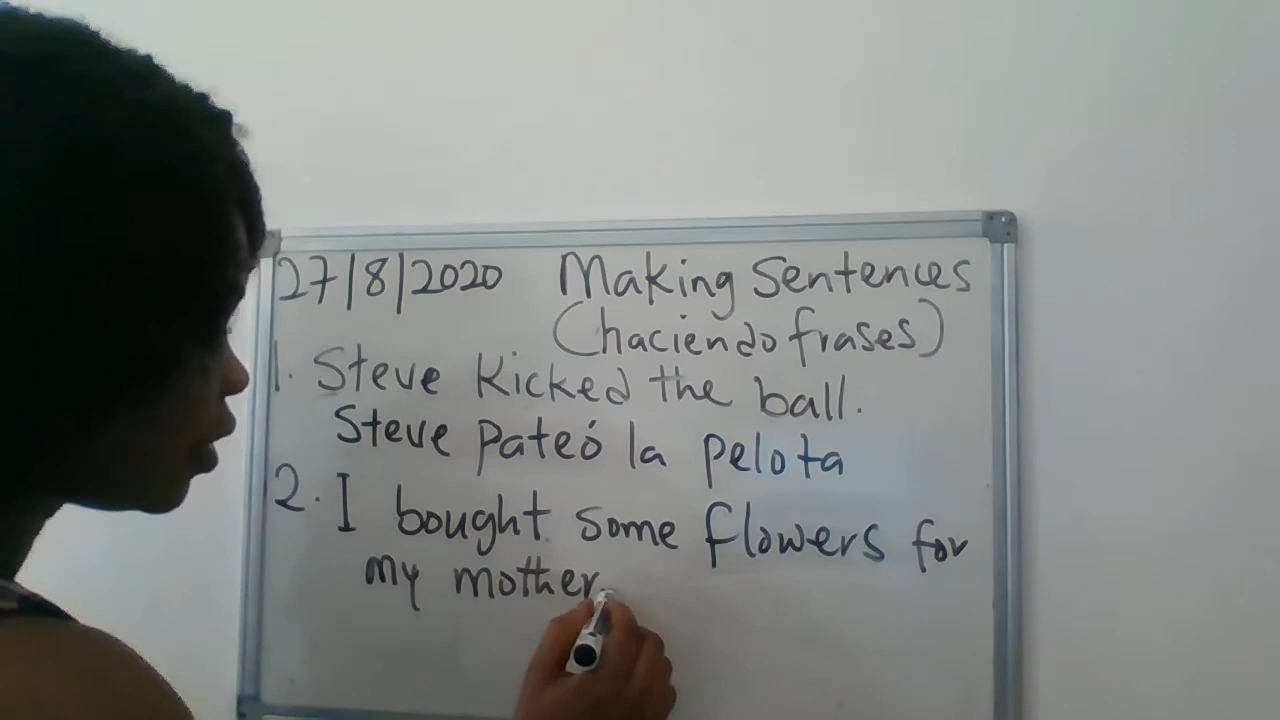 27/8/2020 Making Sentences
(haciendo frases)
1. Steve Kicked the ball.
Steve pateó la pelota
2. I bought some flowers for
my mother.